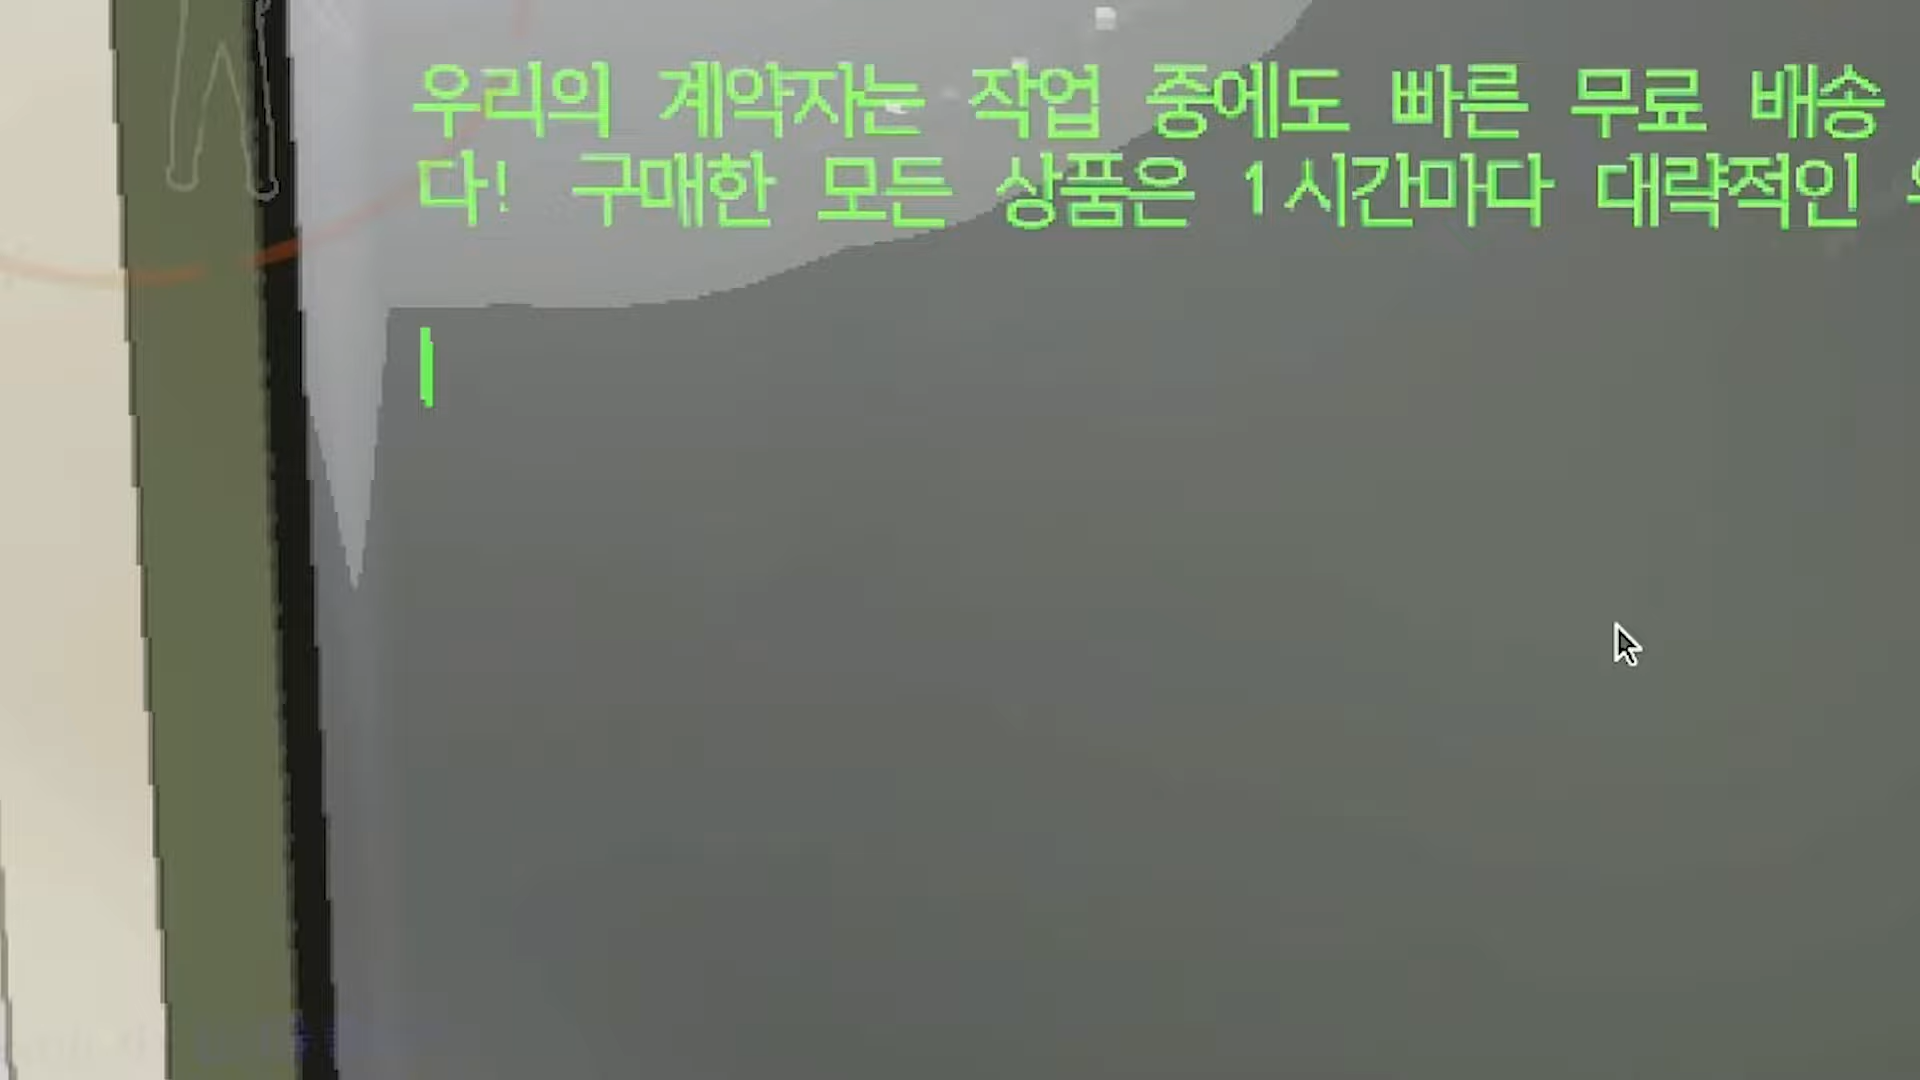 우리의 계약자는 작업 중에도 빠른 무료 배송
다! 구매한 모든 상품은 1시간마다 대략적인